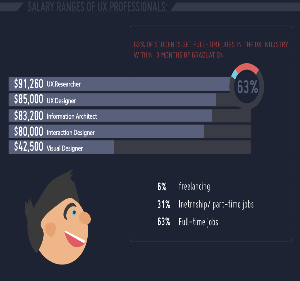 SALARY RANGES OF UX PROFESSIONALS
63% OF STUDENTS GET FULL-TIME JOBS IN THE UX INDUSTRY
WITHIN 3 MONTHS OF GRADUATION
63%
$91,260 UX Researcher
$85,000 UX Designer
$83,200 Information Architect
$80,000 Interaction Designer
$42,500 Visual Designer
6% freelancing
31% Inetrnship/ part-time jobs
63% Full-time jobs